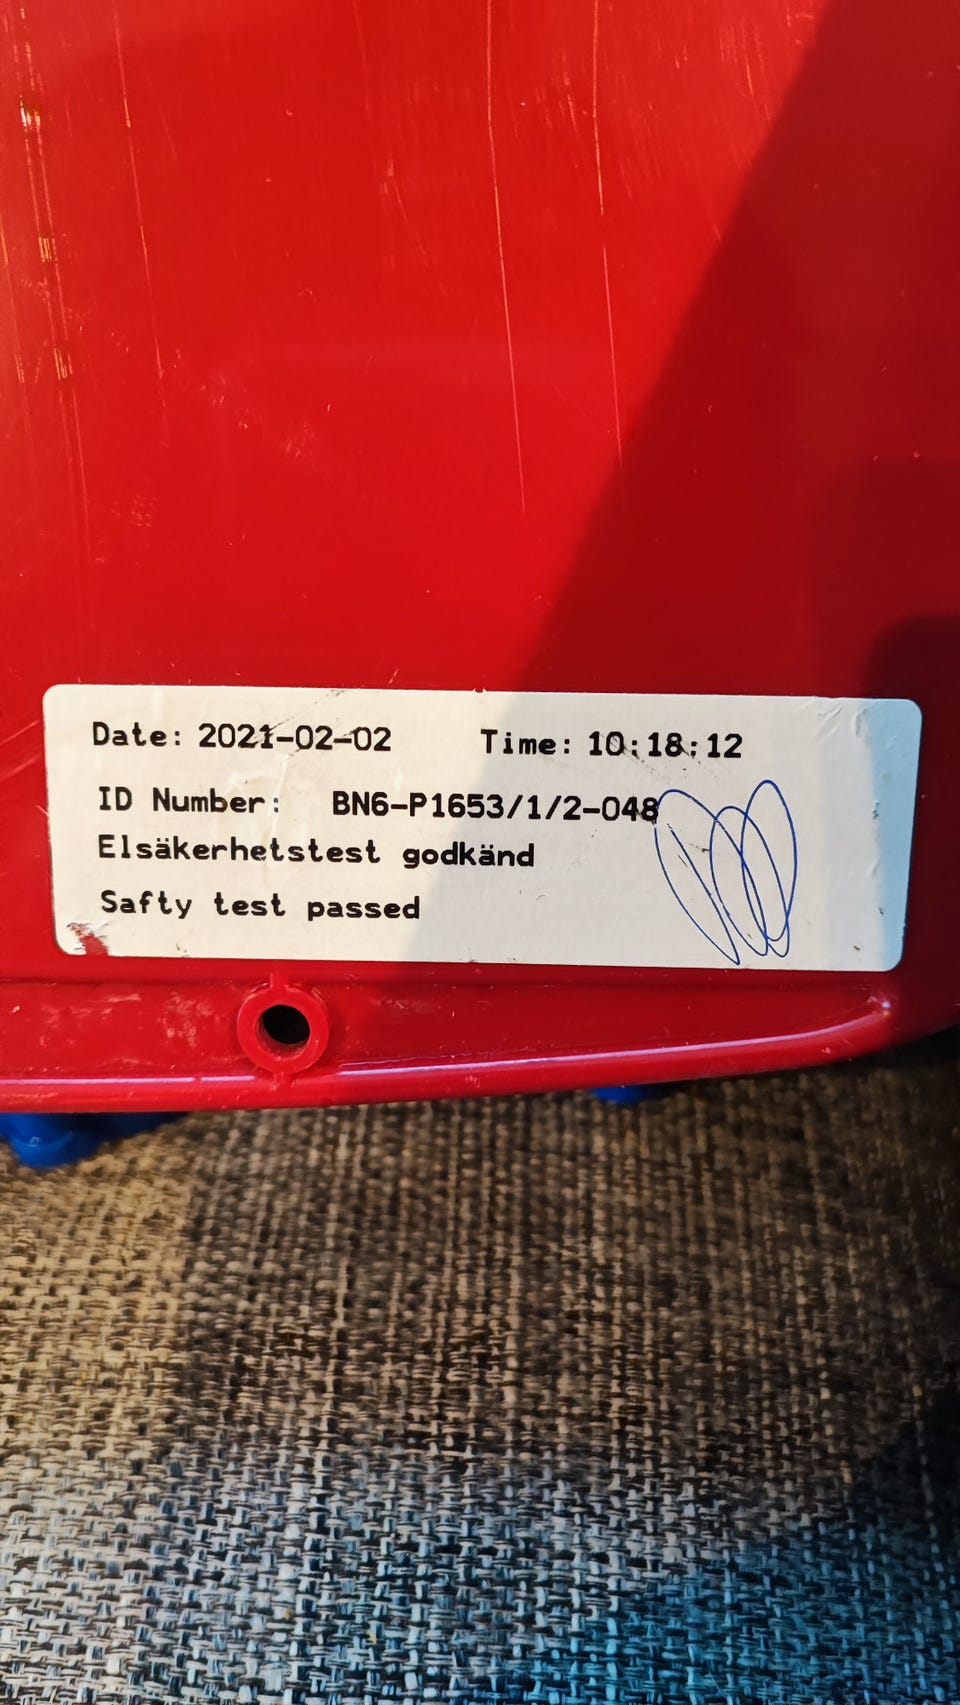 Date: 2021-02-02 Time: 10:18:12
ID Number: BN6-P1653/1/2-048
Elsäkerhetstest godkänd
Safty test passed